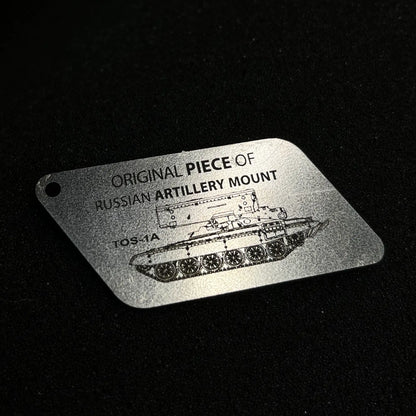 ORIGINAL PIECE OF
RUSSIAN ARTILLERY MOUNT
TOS-1A